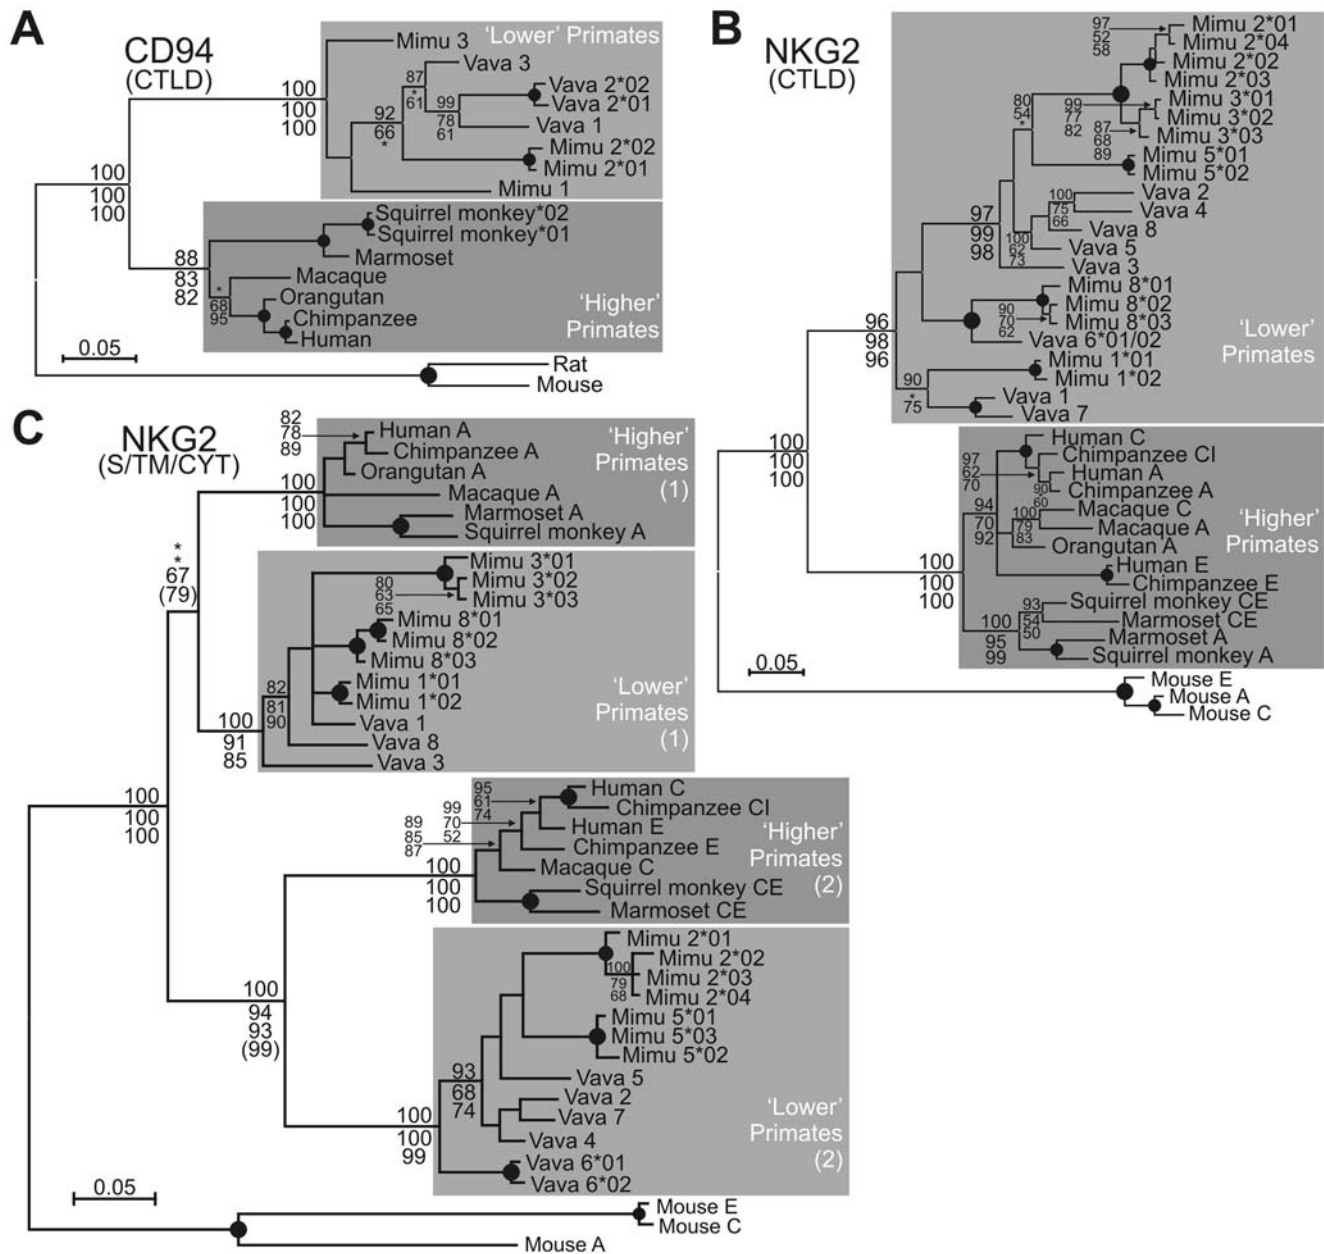 A
CD94
(CTLD)
'Lower' Primates
Mimu 3
Vava 3
Vava 2*02
Vava 2*01
Vava 1
Mimu 2*02
Mimu 2*01
Mimu 1
87
*
61
99
78
61
92
66
*
100
100
100
100
100
100
Squirrel monkey*02
Squirrel monkey*01
Marmoset
Macaque
Orangutan
Chimpanzee
Human
'Higher'
Primates
88
83
82
*
68
95
0.05
Rat
Mouse
B
NKG2
(CTLD)
97
52
58
Mimu 2*01
Mimu 2*04
Mimu 2*02
Mimu 2*03
Mimu 3*01
Mimu 3*02
Mimu 3*03
Mimu 5*01
Mimu 5*02
Vava 2
Vava 4
Vava 8
Vava 5
Vava 3
Mimu 8*01
Mimu 8*02
Mimu 8*03
Vava 6*01/02
Mimu 1*01
Mimu 1*02
Vava 1
Vava 7
80
54
*
99
77
82
87
68
89
100
75
66
100
62
73
97
99
98
90
70
62
96
98
96
90
*
75
'Lower'
Primates
100
100
100
Human C
Chimpanzee CI
Human A
Chimpanzee A
Macaque C
Macaque A
Orangutan A
Human E
Chimpanzee E
Squirrel monkey CE
Marmoset CE
Marmoset A
Squirrel monkey A
97
62
70
90
*
60
100
79
83
94
70
92
100
100
100
93
54
50
100
95
99
'Higher'
Primates
0.05
Mouse E
Mouse A
Mouse C
C
NKG2
(S/TM/CYT)
82
78
89
Human A
Chimpanzee A
Orangutan A
Macaque A
Marmoset A
Squirrel monkey A
'Higher'
Primates
(1)
100
100
100
*
*
67
(79)
Mimu 3*01
Mimu 3*02
Mimu 3*03
Mimu 8*01
Mimu 8*02
Mimu 8*03
Mimu 1*01
Mimu 1*02
Vava 1
Vava 8
Vava 3
80
63
65
82
81
90
100
91
85
'Lower'
Primates
(1)
100
100
100
95
61
74
99
70
52
89
85
87
Human C
Chimpanzee CI
Human E
Chimpanzee E
Macaque C
Squirrel monkey CE
Marmoset CE
'Higher'
Primates
(2)
100
100
100
100
94
93
(99)
Mimu 2*01
Mimu 2*02
Mimu 2*03
Mimu 2*04
Mimu 5*01
Mimu 5*03
Mimu 5*02
Vava 5
Vava 2
Vava 7
Vava 4
Vava 6*01
Vava 6*02
100
79
68
93
68
74
100
100
99
'Lower'
Primates
(2)
0.05
Mouse E
Mouse C
Mouse A